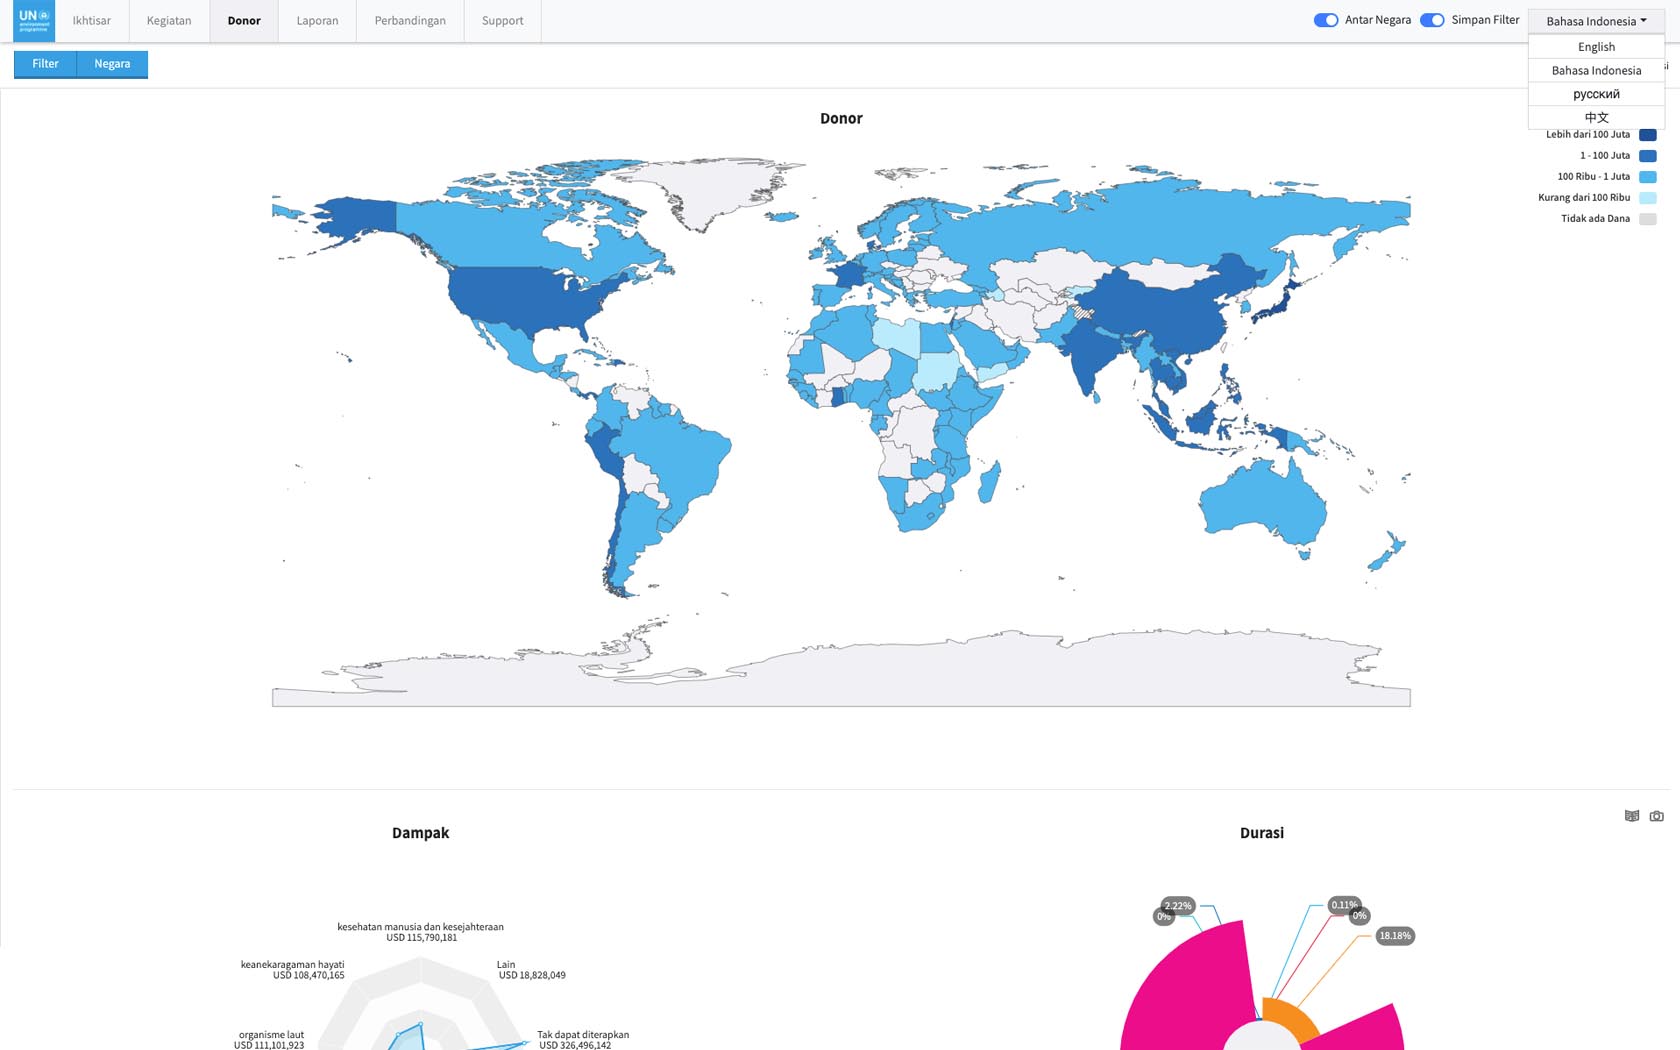 UN
environment
programme
Ikhtisar
Kegiatan
Donor
Laporan
Perbandingan
Support
Antar Negara
Simpan Filter
Bahasa Indonesia
English
Bahasa Indonesia
русский
中文
Filter
Negara
si
Donor
Lebih dari 100 Juta
1 - 100 Juta
100 Ribu - 1 Juta
Kurang dari 100 Ribu
Tidak ada Dana
Dampak
kesehatan manusia dan kesejahteraan
USD 115,790,181
keanekaragaman hayati
USD 108,470,165
Lain
USD 18,828,049
organisme laut
USD 111,101,923
Tak dapat diterapkan
USD 326,496,142
Durasi
2.22%
0%
0.11%
0%
18.18%